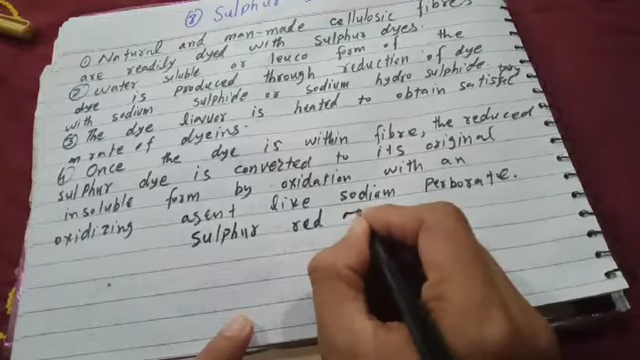 ⑧ Sulphur
① Natural and man-made cellulosic fibres
are readily dyed with sulphur dyes.
② Water soluble or leuco form of the
dye is produced through reduction of dye
with sodium sulphide or sodium hydro sulphide
③ The dye liquor is heated to obtain satisfactory
rate of dyeins.
④ Once the dye is within fibre, the reduced
sulphur dye is converted to its original
insoluble form by oxidation with an
oxidizing agent like sodium perborate.
Sulphur red